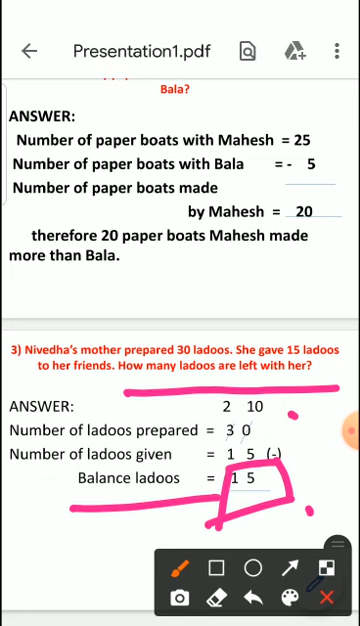 Presentation1.pdf
Bala?
ANSWER:
Number of paper boats with Mahesh = 25
Number of paper boats with Bala = - 5
Number of paper boats made
by Mahesh = 20
therefore 20 paper boats Mahesh made
more than Bala.
3) Nivedha's mother prepared 30 ladoos. She gave 15 ladoos
to her friends. How many ladoos are left with her?
ANSWER: 2 10
Number of ladoos prepared = 3 0
Number of ladoos given = 1 5 (-)
Balance ladoos = 1 5